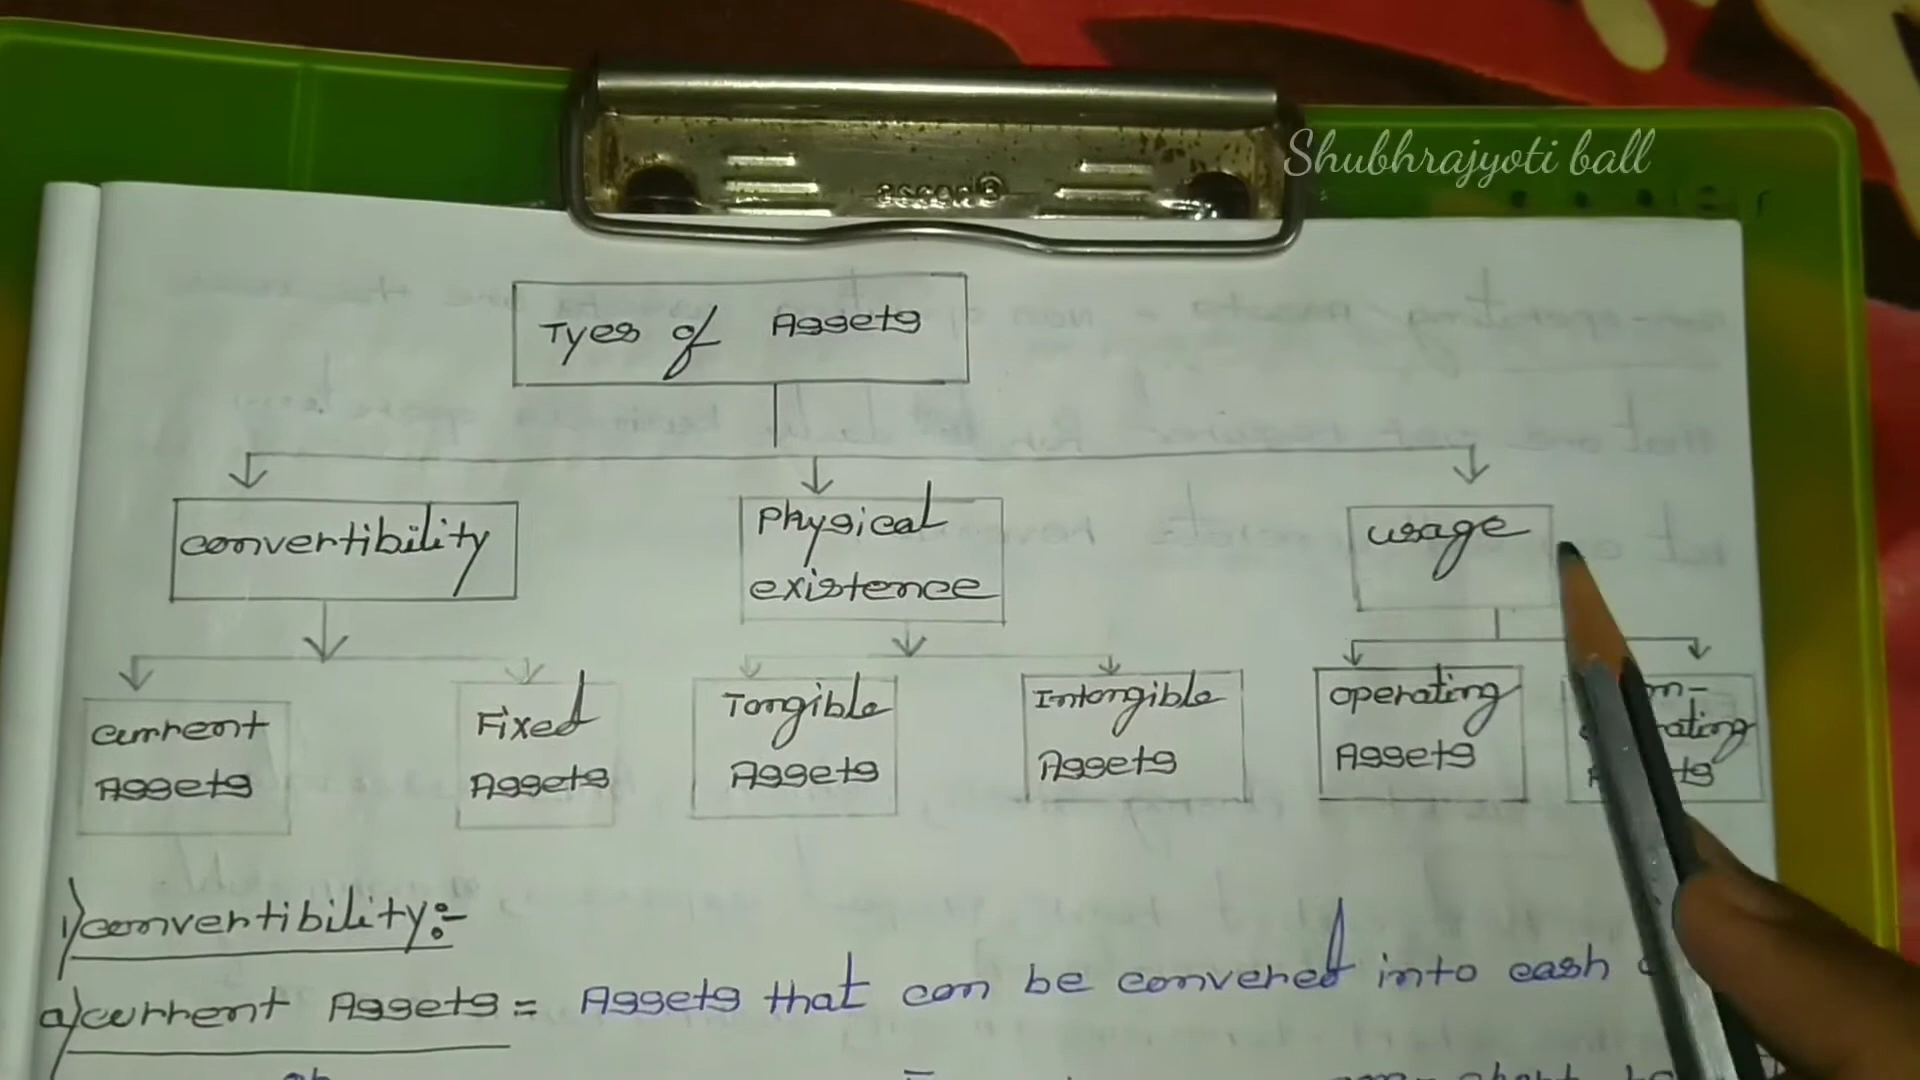 Shubhrajyoti ball
Tyes of Assets
convertibility
Physical
existence
usage
current
Assets
Fixed
Assets
Tangible
Assets
Intangible
Assets
operating
Assets
1) convertibility:-
a) current Assets = Assets that can be convered into cash